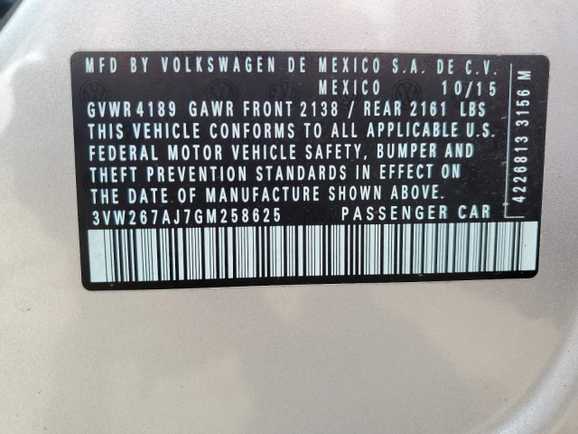 MFD BY VOLKSWAGEN DE MEXICO S.A. DE C.V.
MEXICO 10/15
GVWR 4189 GAWR FRONT 2138 / REAR 2161 LBS
THIS VEHICLE CONFORMS TO ALL APPLICABLE U.S.
FEDERAL MOTOR VEHICLE SAFETY, BUMPER AND
THEFT PREVENTION STANDARDS IN EFFECT ON
THE DATE OF MANUFACTURE SHOWN ABOVE.
3VW267AJ7GM258625 PASSENGER CAR
4226813 3156 M